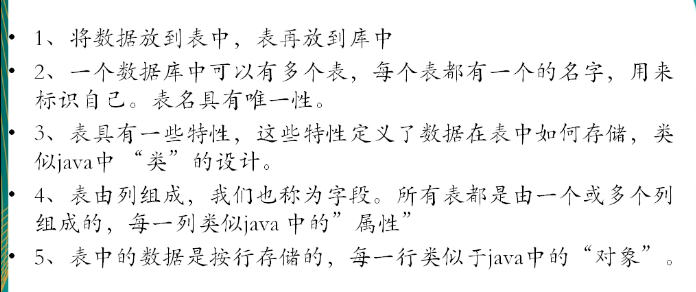 • 1、将数据放到表中，表再放到库中
• 2、一个数据库中可以有多个表，每个表都有一个的名字，用来
标识自己。表名具有唯一性。
• 3、表具有一些特性，这些特性定义了数据在表中如何存储，类
似java中 “类”的设计。
• 4、表由列组成，我们也称为字段。所有表都是由一个或多个列
组成的，每一列类似java 中的”属性”
• 5、表中的数据是按行存储的，每一行类似于java中的“对象”。